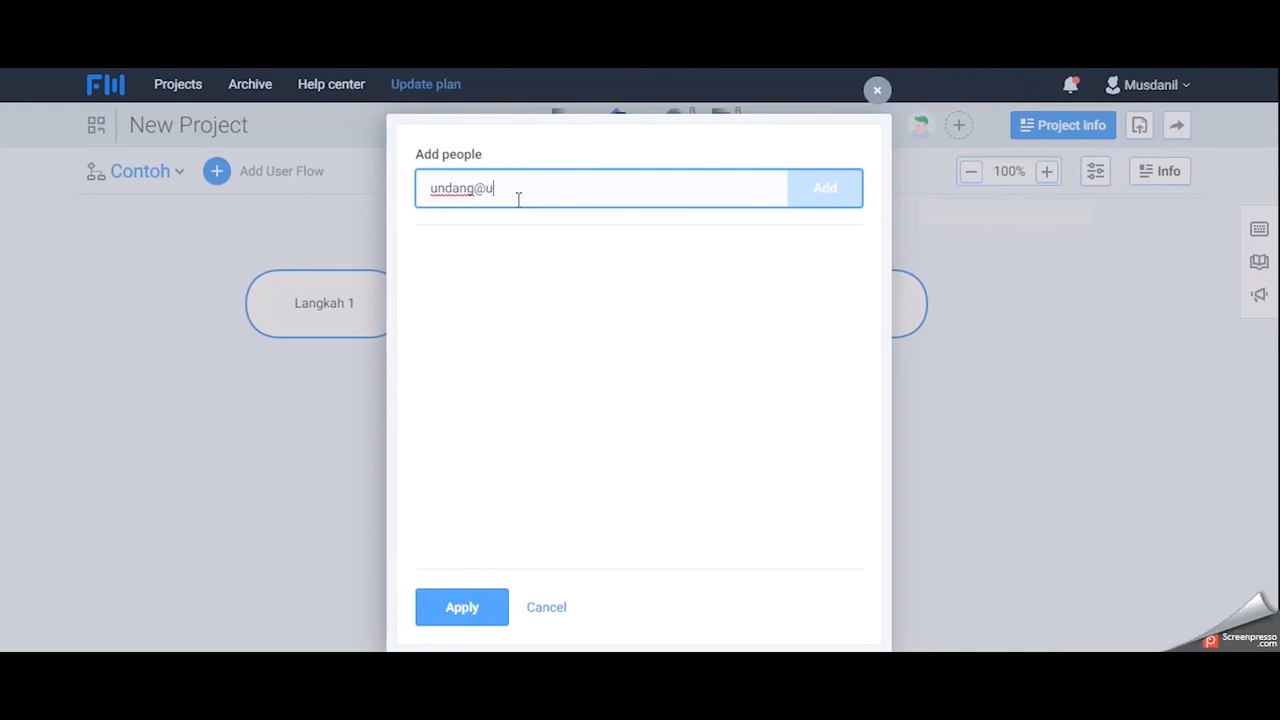 Projects Archive Help center Update plan Musdanil
New Project Project info
Contoh Add User Flow 100% Info
Add people
undang@u Add
Langkah 1
Apply Cancel
Screenpresso
.com